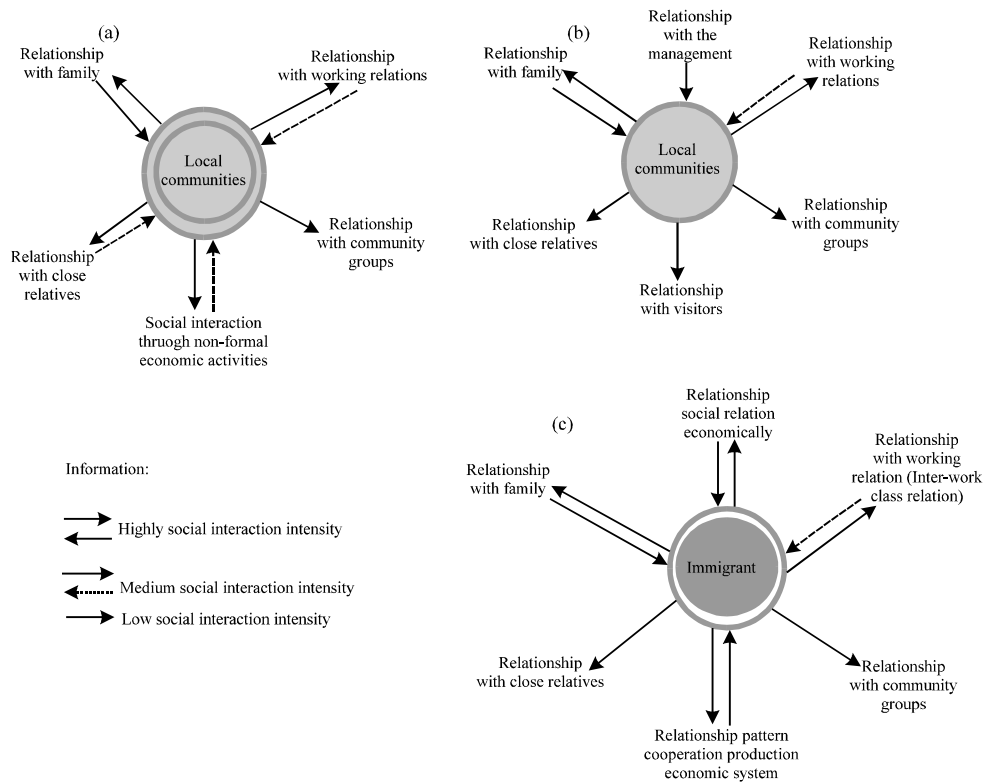 (a)
Relationship
with family
Relationship
with working relations
Local
communities
Relationship
with close
relatives
Relationship
with community
groups
Social interaction
thruogh non-formal
economic activities
(b)
Relationship
with the
management
Relationship
with family
Relationship
with working
relations
Local
communities
Relationship
with close relatives
Relationship
with community
groups
Relationship
with visitors
Information:
Highly social interaction intensity
Medium social interaction intensity
Low social interaction intensity
(c)
Relationship
social relation
economically
Relationship
with family
Relationship
with working
relation (Inter-work
class relation)
Immigrant
Relationship
with close relatives
Relationship
with community
groups
Relationship pattern
cooperation production
economic system